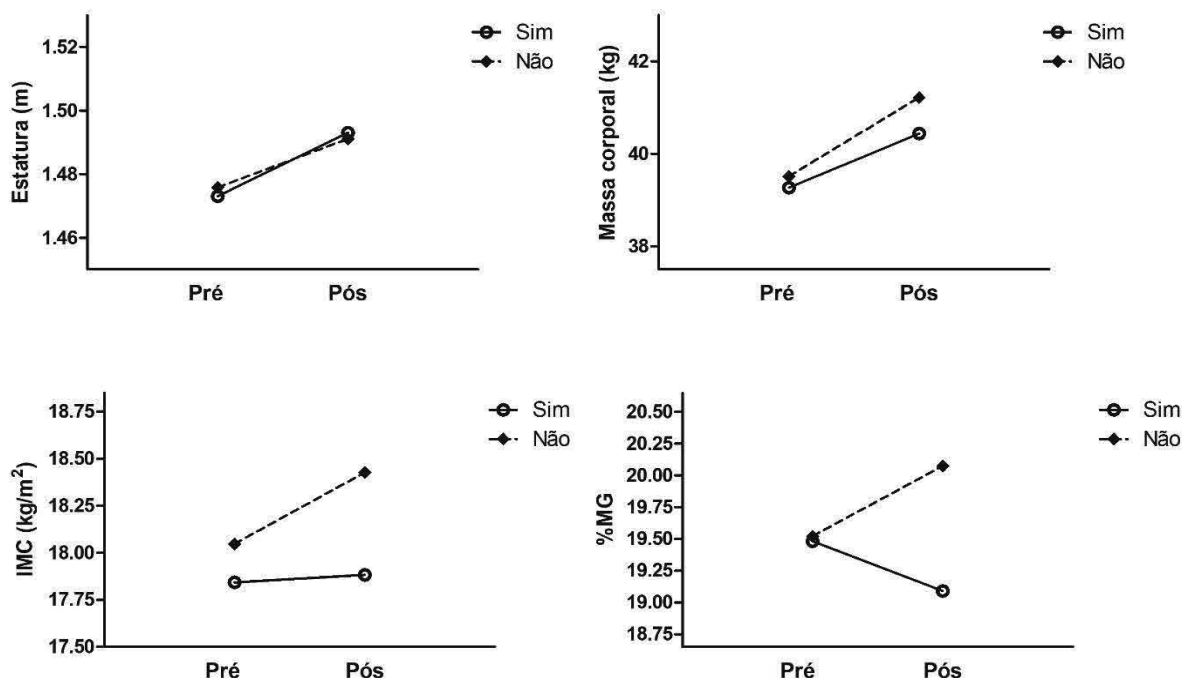 Estatura (m)
1.52
1.50
1.48
1.46
Pré
Pós
Sim
Não
Massa corporal (kg)
42
40
38
Pré
Pós
Sim
Não
IMC (kg/m²)
18.75
18.50
18.25
18.00
17.75
17.50
Pré
Pós
Sim
Não
%MG
20.50
20.25
20.00
19.75
19.50
19.25
19.00
18.75
Pré
Pós
Sim
Não